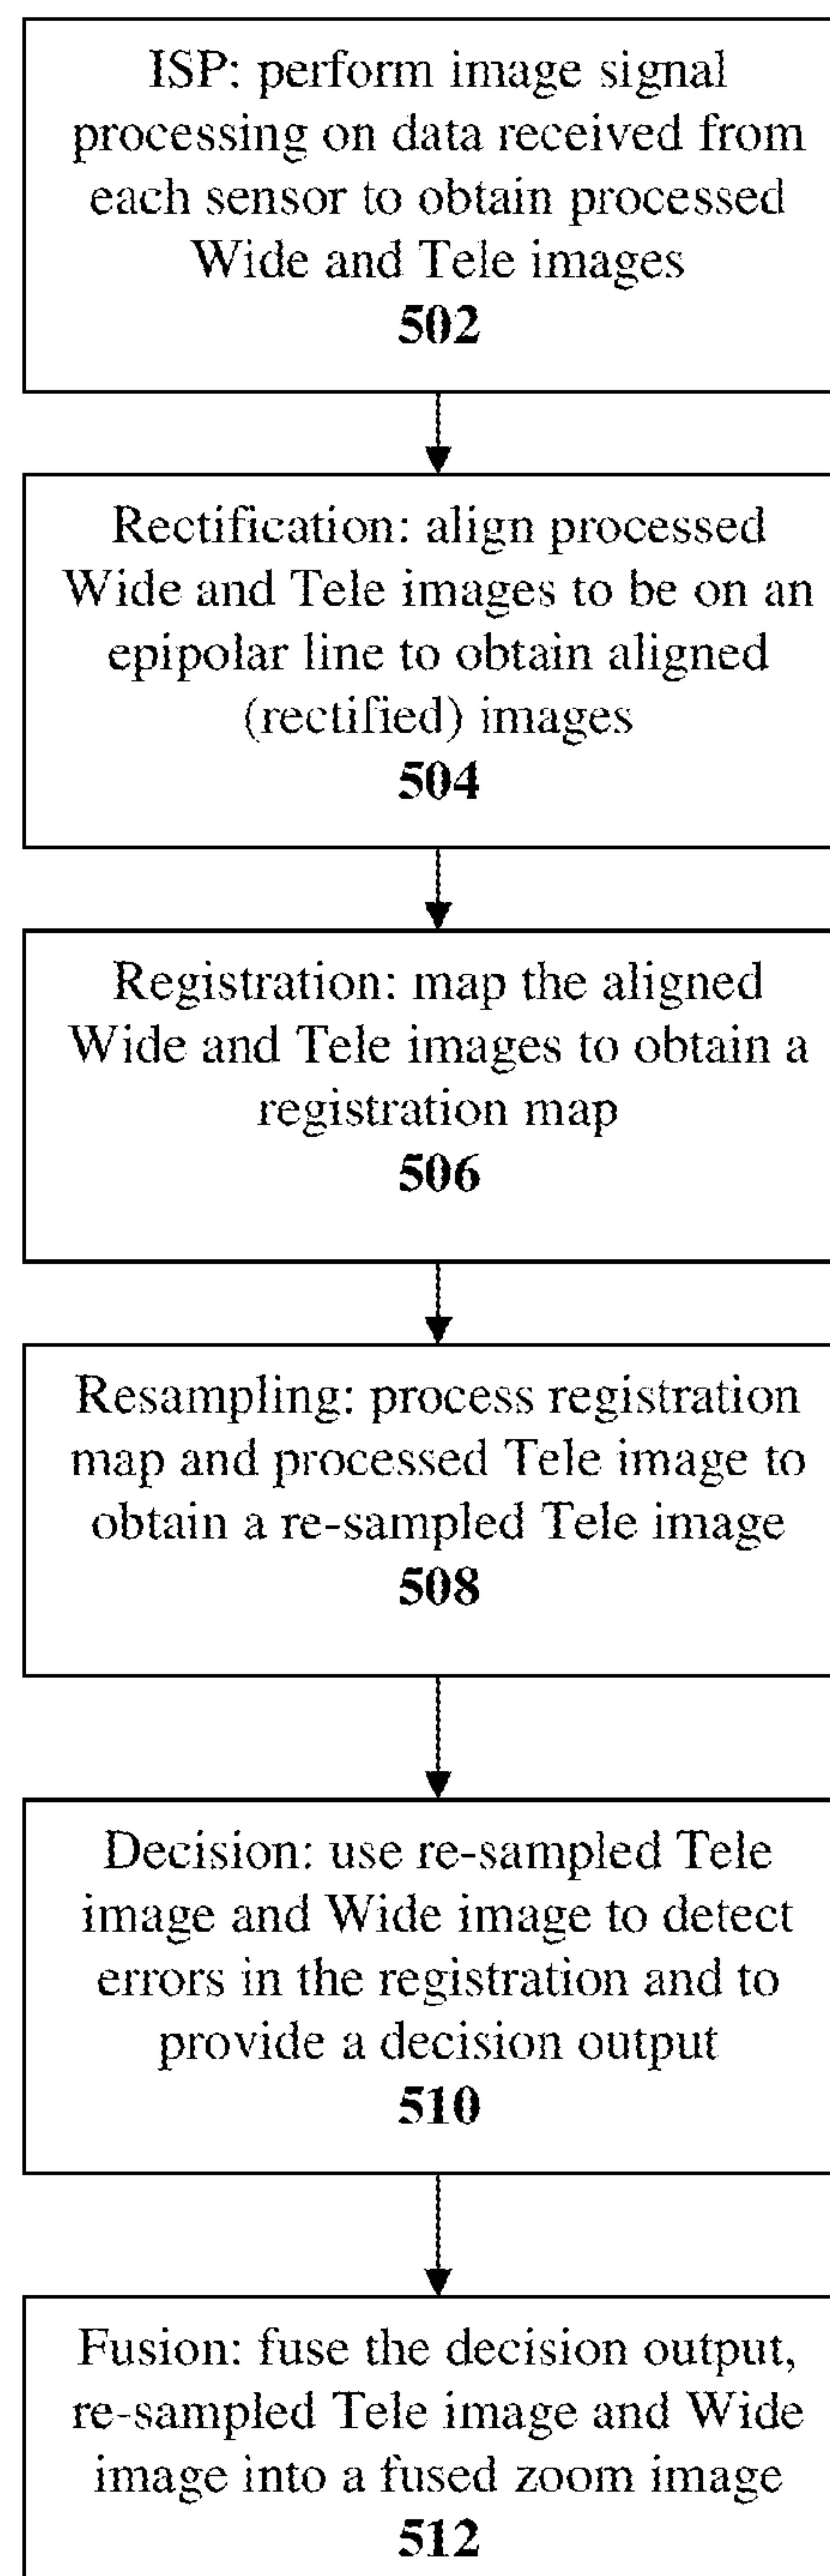 ISP: perform image signal
processing on data received from
each sensor to obtain processed
Wide and Tele images
502
Rectification: align processed
Wide and Tele images to be on an
epipolar line to obtain aligned
(rectified) images
504
Registration: map the aligned
Wide and Tele images to obtain a
registration map
506
Resampling: process registration
map and processed Tele image to
obtain a re-sampled Tele image
508
Decision: use re-sampled Tele
image and Wide image to detect
errors in the registration and to
provide a decision output
510
Fusion: fuse the decision output,
re-sampled Tele image and Wide
image into a fused zoom image
512